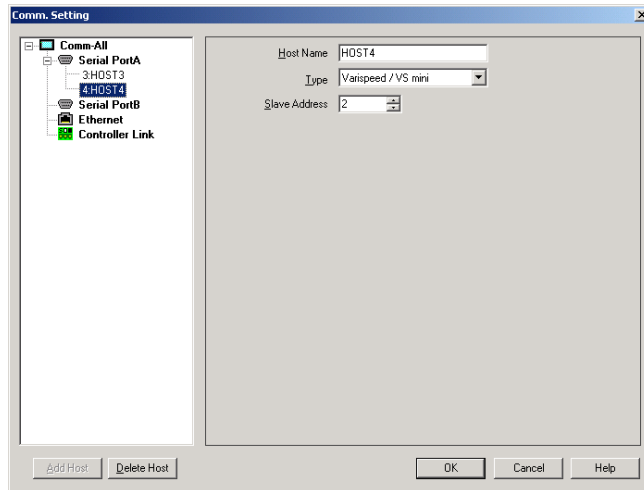 Comm. Setting
Comm-All
Serial PortA
3:HOST3
4:HOST4
Serial PortB
Ethernet
Controller Link
Host Name HOST4
Type Varispeed / VS mini
Slave Address 2
Add Host Delete Host OK Cancel Help